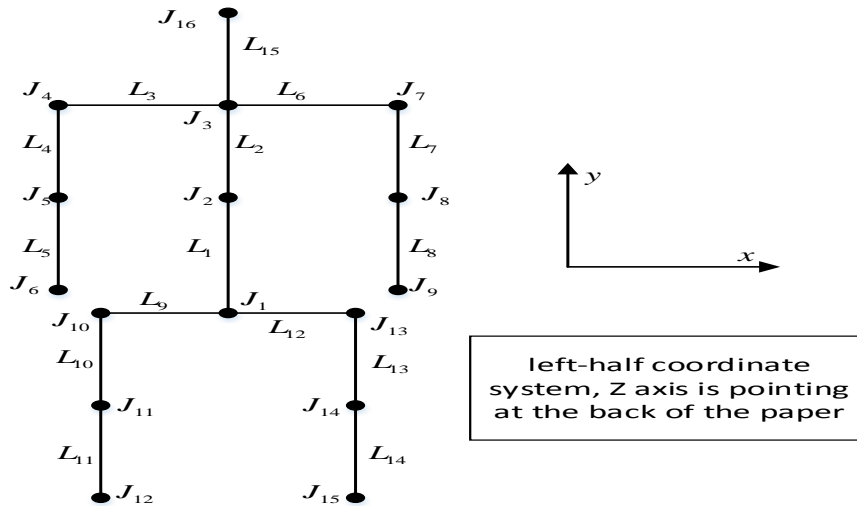 J₁₆
L₁₅
J₄ L₃ L₆ J₇
J₃
L₄ L₂ L₇
J₅ J₂ J₈
L₅ L₁ L₈
J₆ J₉
L₉ J₁
J₁₀ L₁₂ J₁₃
L₁₀ L₁₃
J₁₁ J₁₄
L₁₁ L₁₄
J₁₂ J₁₅
y
x
left-half coordinate
system, Z axis is pointing
at the back of the paper